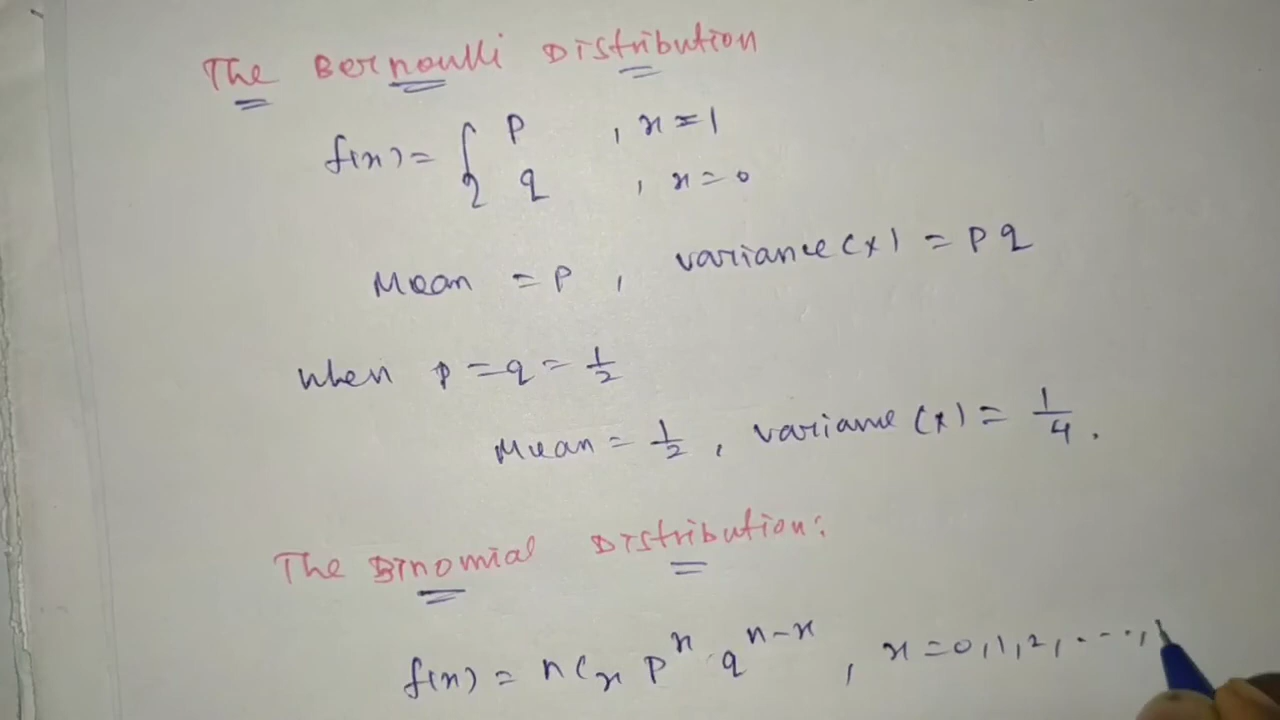 The Bernoulli Distribution
f(x) = { p , x = 1
q , x = 0
Mean = p , variance (x) = p q
when p = q = 1/2
Mean = 1/2 , variance (x) = 1/4 .
The Binomial Distribution:
f(x) = nCx p^x . q^n-x , x = 0, 1, 2, ...,